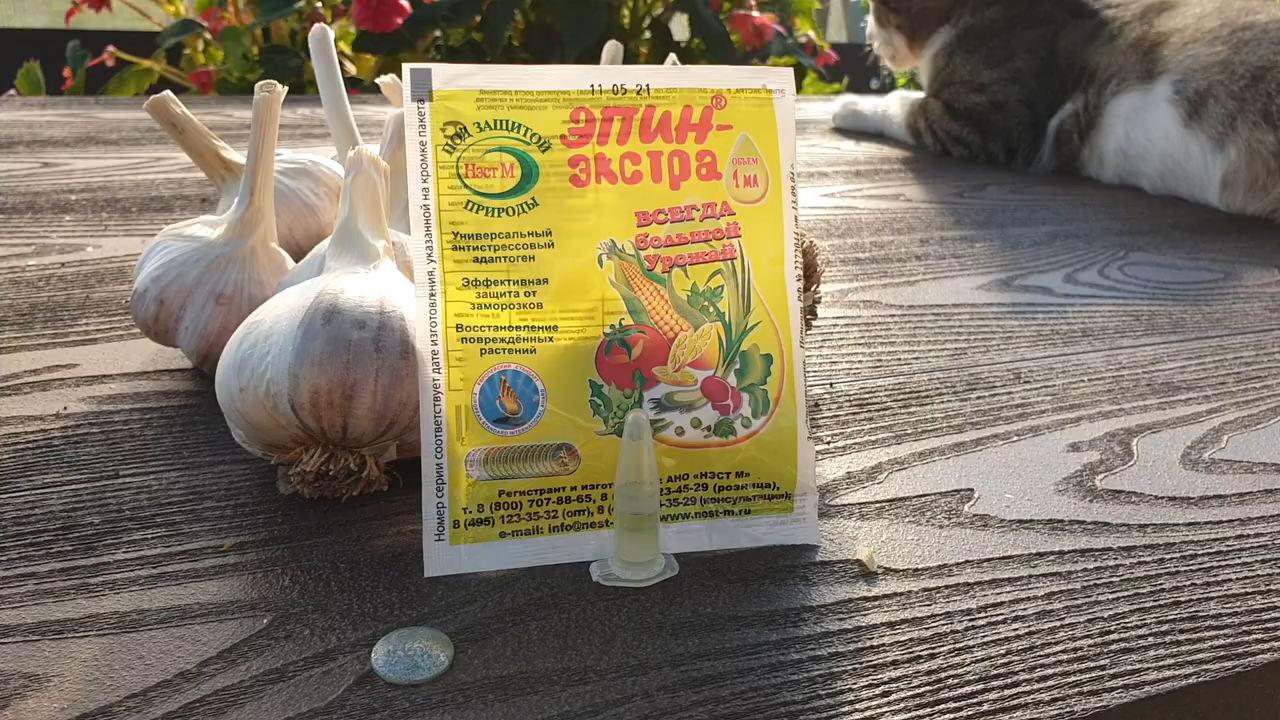 11 05 21
ЭПИН-®
экстра
ОБЪЕМ
1 МЛ
ПОД ЗАЩИТОЙ
Нэст М
ПРИРОДЫ
ВСЕГДА
большой
Урожай
Универсальный
антистрессовый
адаптоген
Эффективная
защита от
заморозков
Восстановление
повреждённых
растений
Регистрант и изгот : АНО «НЭСТ М»
т. 8 (800) 707-88-65, 8 ( 23-45-29 (розница),
8 (495) 123-35-32 (опт), 8 ( -35-29 (консультация);
e-mail: info@nest- www.nest-m.ru
Номер серии соответствует дате изготовления, указанной на кромке пакета